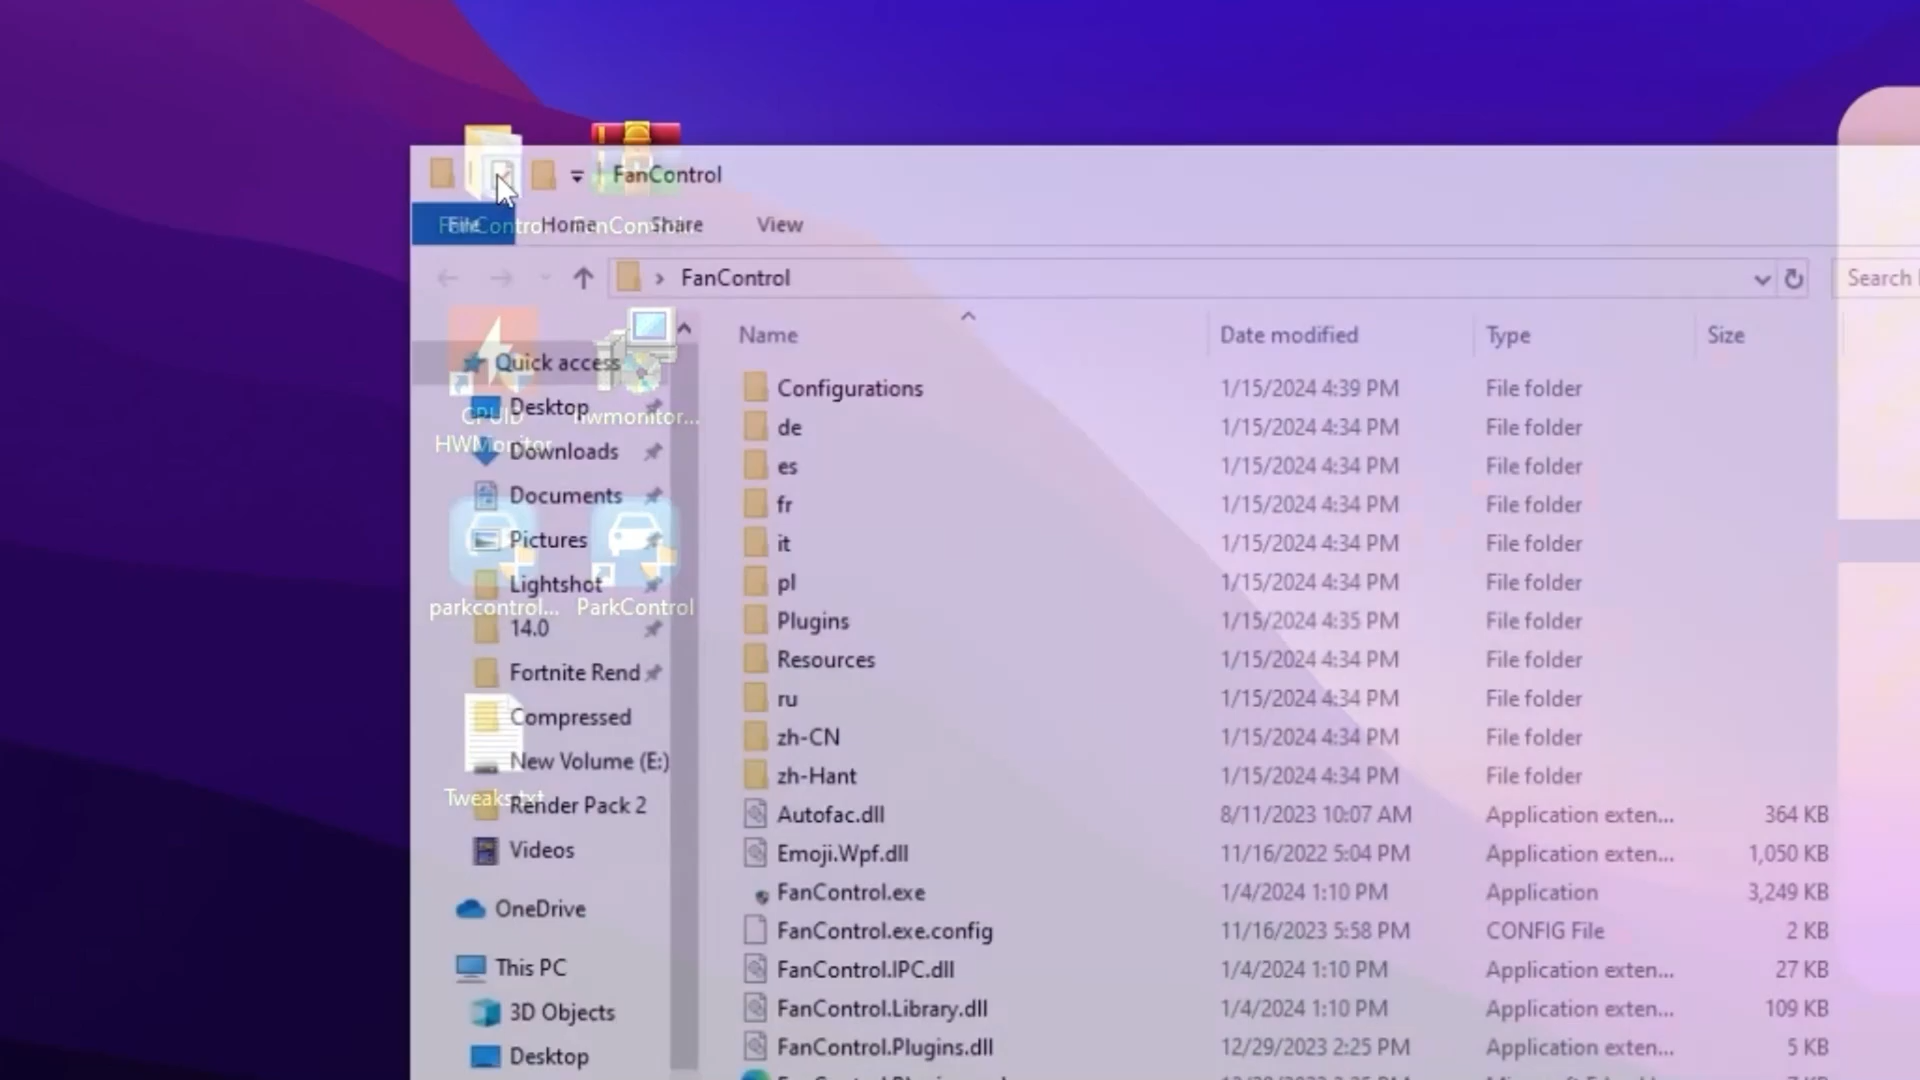 FanControl
FanControl
File Home Share View
FanControl
Search
Name Date modified Type Size
Quick access
Desktop
Downloads
Documents
Pictures
Lightshot
14.0
Fortnite Rend
Compressed
New Volume (E:)
Render Pack 2
Videos
OneDrive
This PC
3D Objects
Desktop
CPUID
HWMonitor
hwmonitor...
parkcontrol...
ParkControl
Tweaks.txt
Configurations 1/15/2024 4:39 PM File folder
de 1/15/2024 4:34 PM File folder
es 1/15/2024 4:34 PM File folder
fr 1/15/2024 4:34 PM File folder
it 1/15/2024 4:34 PM File folder
pl 1/15/2024 4:34 PM File folder
Plugins 1/15/2024 4:35 PM File folder
Resources 1/15/2024 4:34 PM File folder
ru 1/15/2024 4:34 PM File folder
zh-CN 1/15/2024 4:34 PM File folder
zh-Hant 1/15/2024 4:34 PM File folder
Autofac.dll 8/11/2023 10:07 AM Application exten... 364 KB
Emoji.Wpf.dll 11/16/2022 5:04 PM Application exten... 1,050 KB
FanControl.exe 1/4/2024 1:10 PM Application 3,249 KB
FanControl.exe.config 11/16/2023 5:58 PM CONFIG File 2 KB
FanControl.IPC.dll 1/4/2024 1:10 PM Application exten... 27 KB
FanControl.Library.dll 1/4/2024 1:10 PM Application exten... 109 KB
FanControl.Plugins.dll 12/29/2023 2:25 PM Application exten... 5 KB